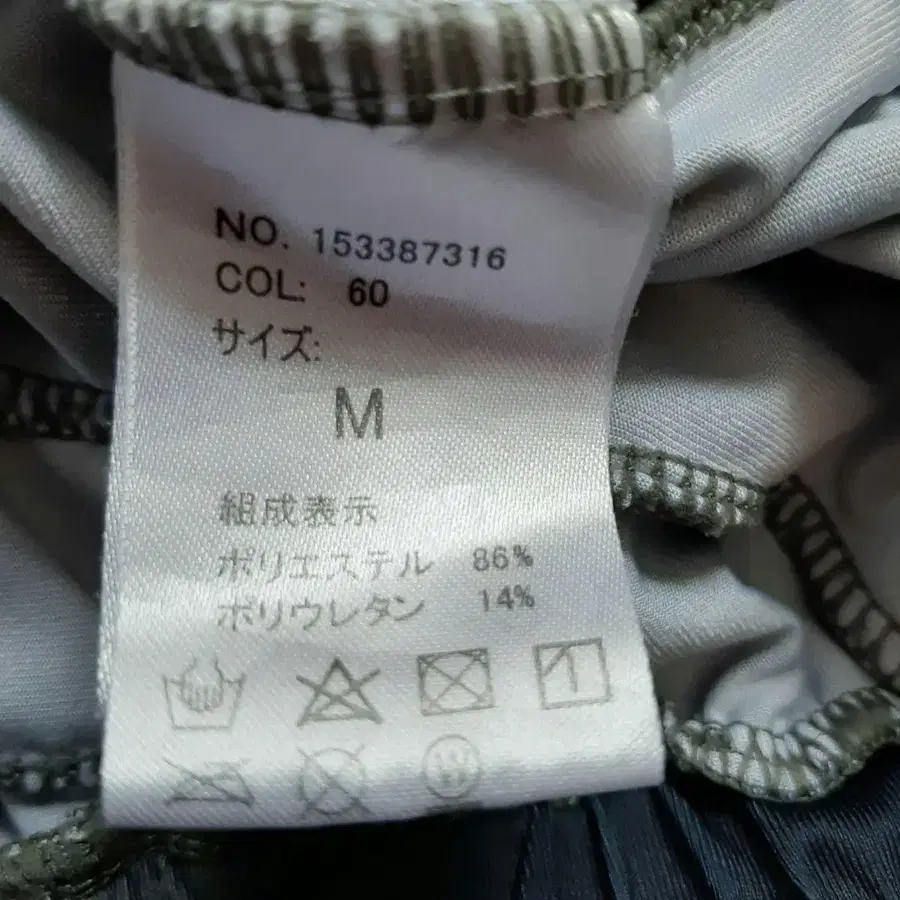 NO. 153387316
COL: 60
サイズ:
M
組成表示
ポリエステル 86%
ポリウレタン 14%